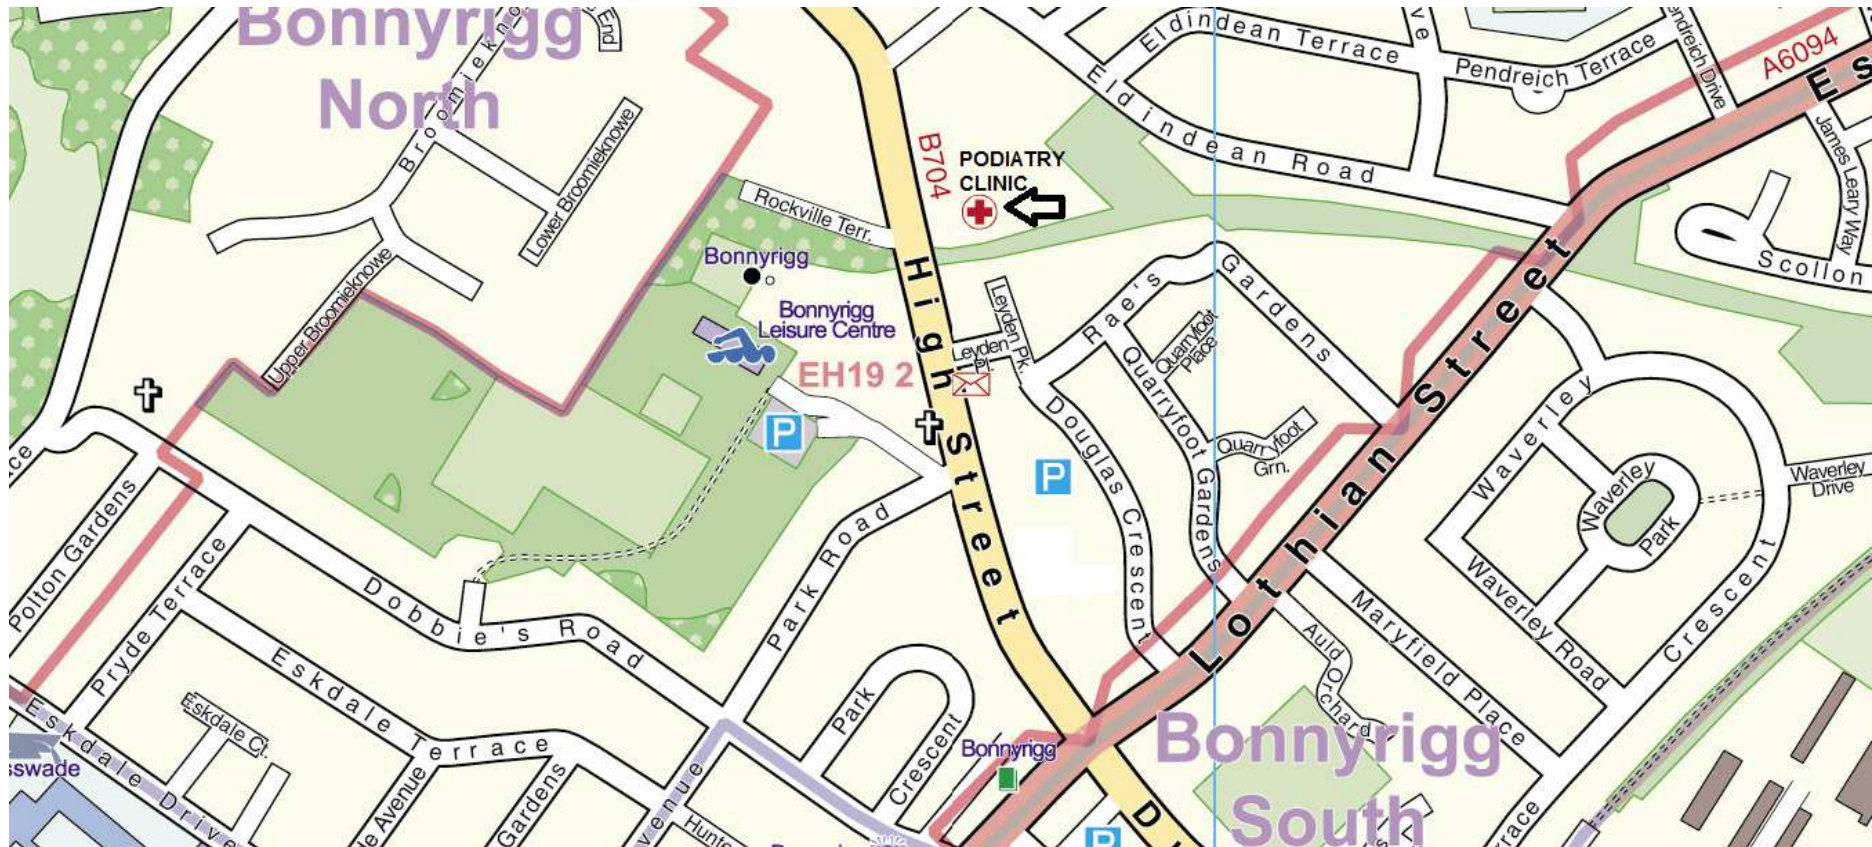 Bonnyrigg
North
End
Broomieknowe
Lower Broomieknowe
Upper Broomieknowe
Rockville Terr.
B704
PODIATRY
CLINIC
Eldindean Terrace
Eldindean Road
Pendreich Terrace
Pendreich Drive
A6094
James Leary Way
Scollon
Bonnyrigg
Bonnyrigg
Leisure Centre
EH19 2
P
High Street
Leyden Pk.
Leyden
Pl.
Rae's Gardens
Quarryfoot
Place
Quarryfoot Gardens
Quarryfoot
Grn.
Douglas Crescent
P
Lothian Street
Waverley
Waverley
Park
Waverley
Drive
Waverley Road
Crescent
Maryfield Place
Auld Orchard
Polton Gardens
Pryde Terrace
Dobbie's Road
Park Road
Eskdale Terrace
Eskdale Ct.
Eskdale Drive
sswade
Park
Crescent
Bonnyrigg
Bonnyrigg
South
Avenue
Gardens
P